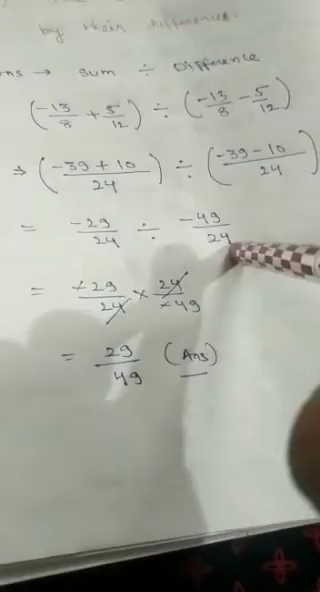 by their difference.
Ans → Sum ÷ Difference
(-13/8 + 5/12) ÷ (-13/8 - 5/12)
⇒ (-39 + 10 / 24) ÷ (-39 - 10 / 24)
= -29/24 ÷ -49/24
= -29/24 × 24/-49
= 29/49 (Ans)